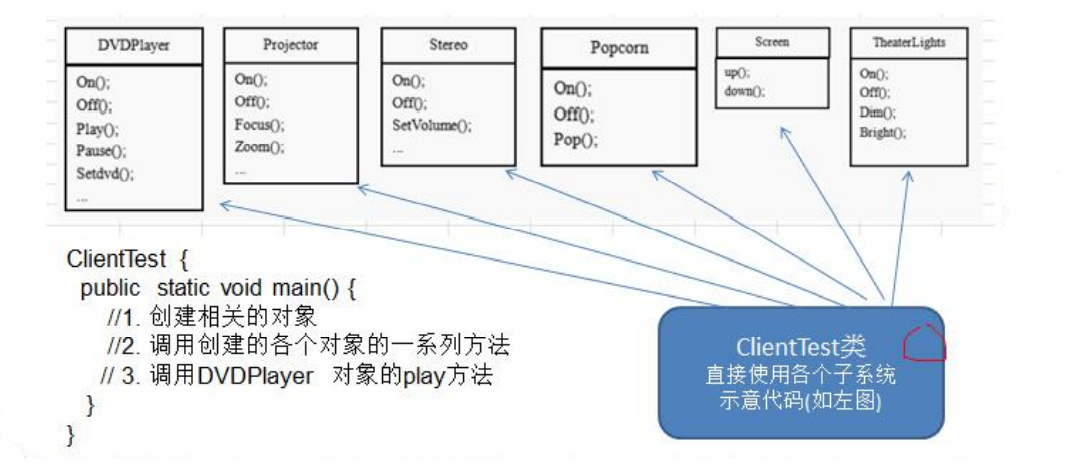 DVDPlayer
On();
Off();
Play();
Pause();
Setdvd();
...
Projector
On();
Off();
Focus();
Zoom();
...
Stereo
On();
Off();
SetVolume();
...
Popcorn
On();
Off();
Pop();
Screen
up();
down();
TheaterLights
On();
Off();
Dim();
Bright();
ClientTest {
public static void main() {
//1. 创建相关的对象
//2. 调用创建的各个对象的一系列方法
// 3. 调用DVDPlayer 对象的play方法
}
}
ClientTest类
直接使用各个子系统
示意代码(如左图)